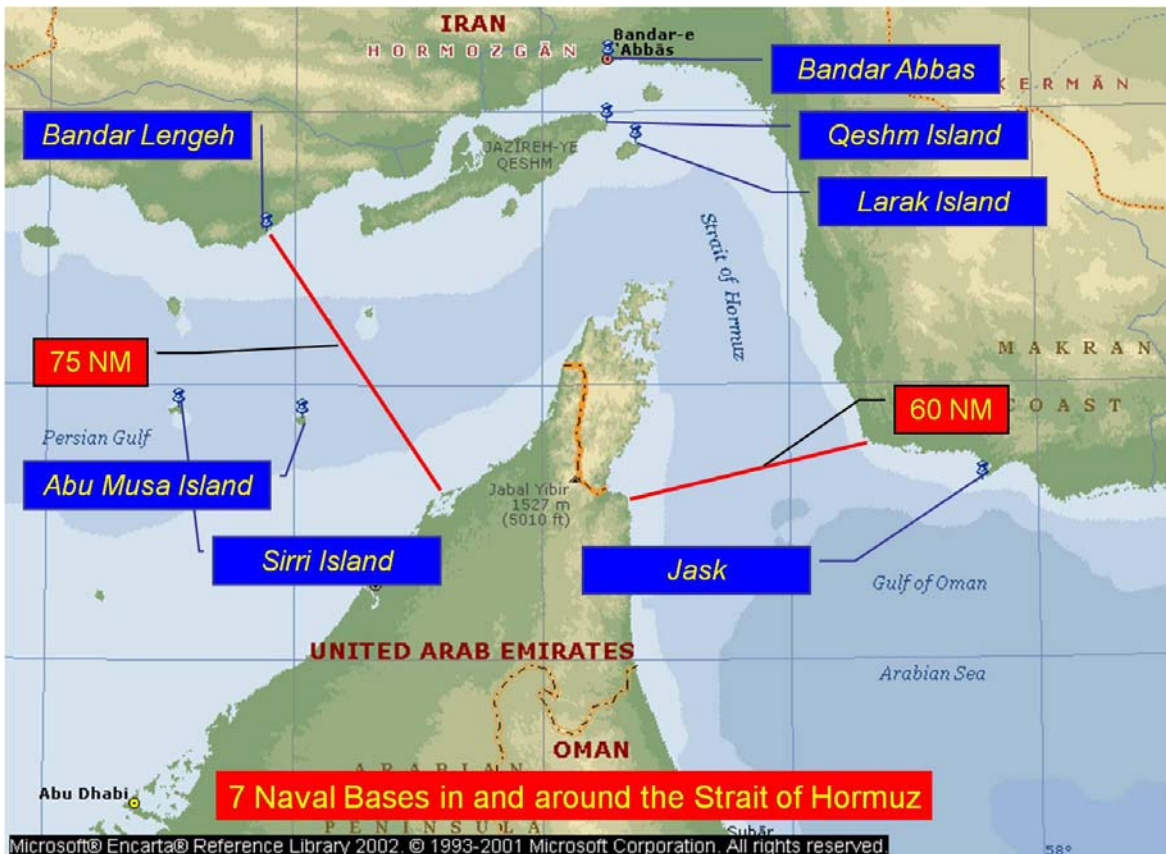 IRAN
HORMOZGĀN
Bandar-e
'Abbās
Bandar Abbas
KERMĀN
Bandar Lengeh
Qeshm Island
JAZĪREH-YE
QESHM
Larak Island
Strait of Hormuz
75 NM
MAKRAN
COAST
60 NM
Persian Gulf
Abu Musa Island
Jabal Yibir
1527 m
(5010 ft)
Sirri Island
Jask
Gulf of Oman
UNITED ARAB EMIRATES
Arabian Sea
OMAN
ARABIAN
Abu Dhabi
7 Naval Bases in and around the Strait of Hormuz
PENINSULA
Suhār
58°
Microsoft® Encarta® Reference Library 2002. © 1993-2001 Microsoft Corporation. All rights reserved.